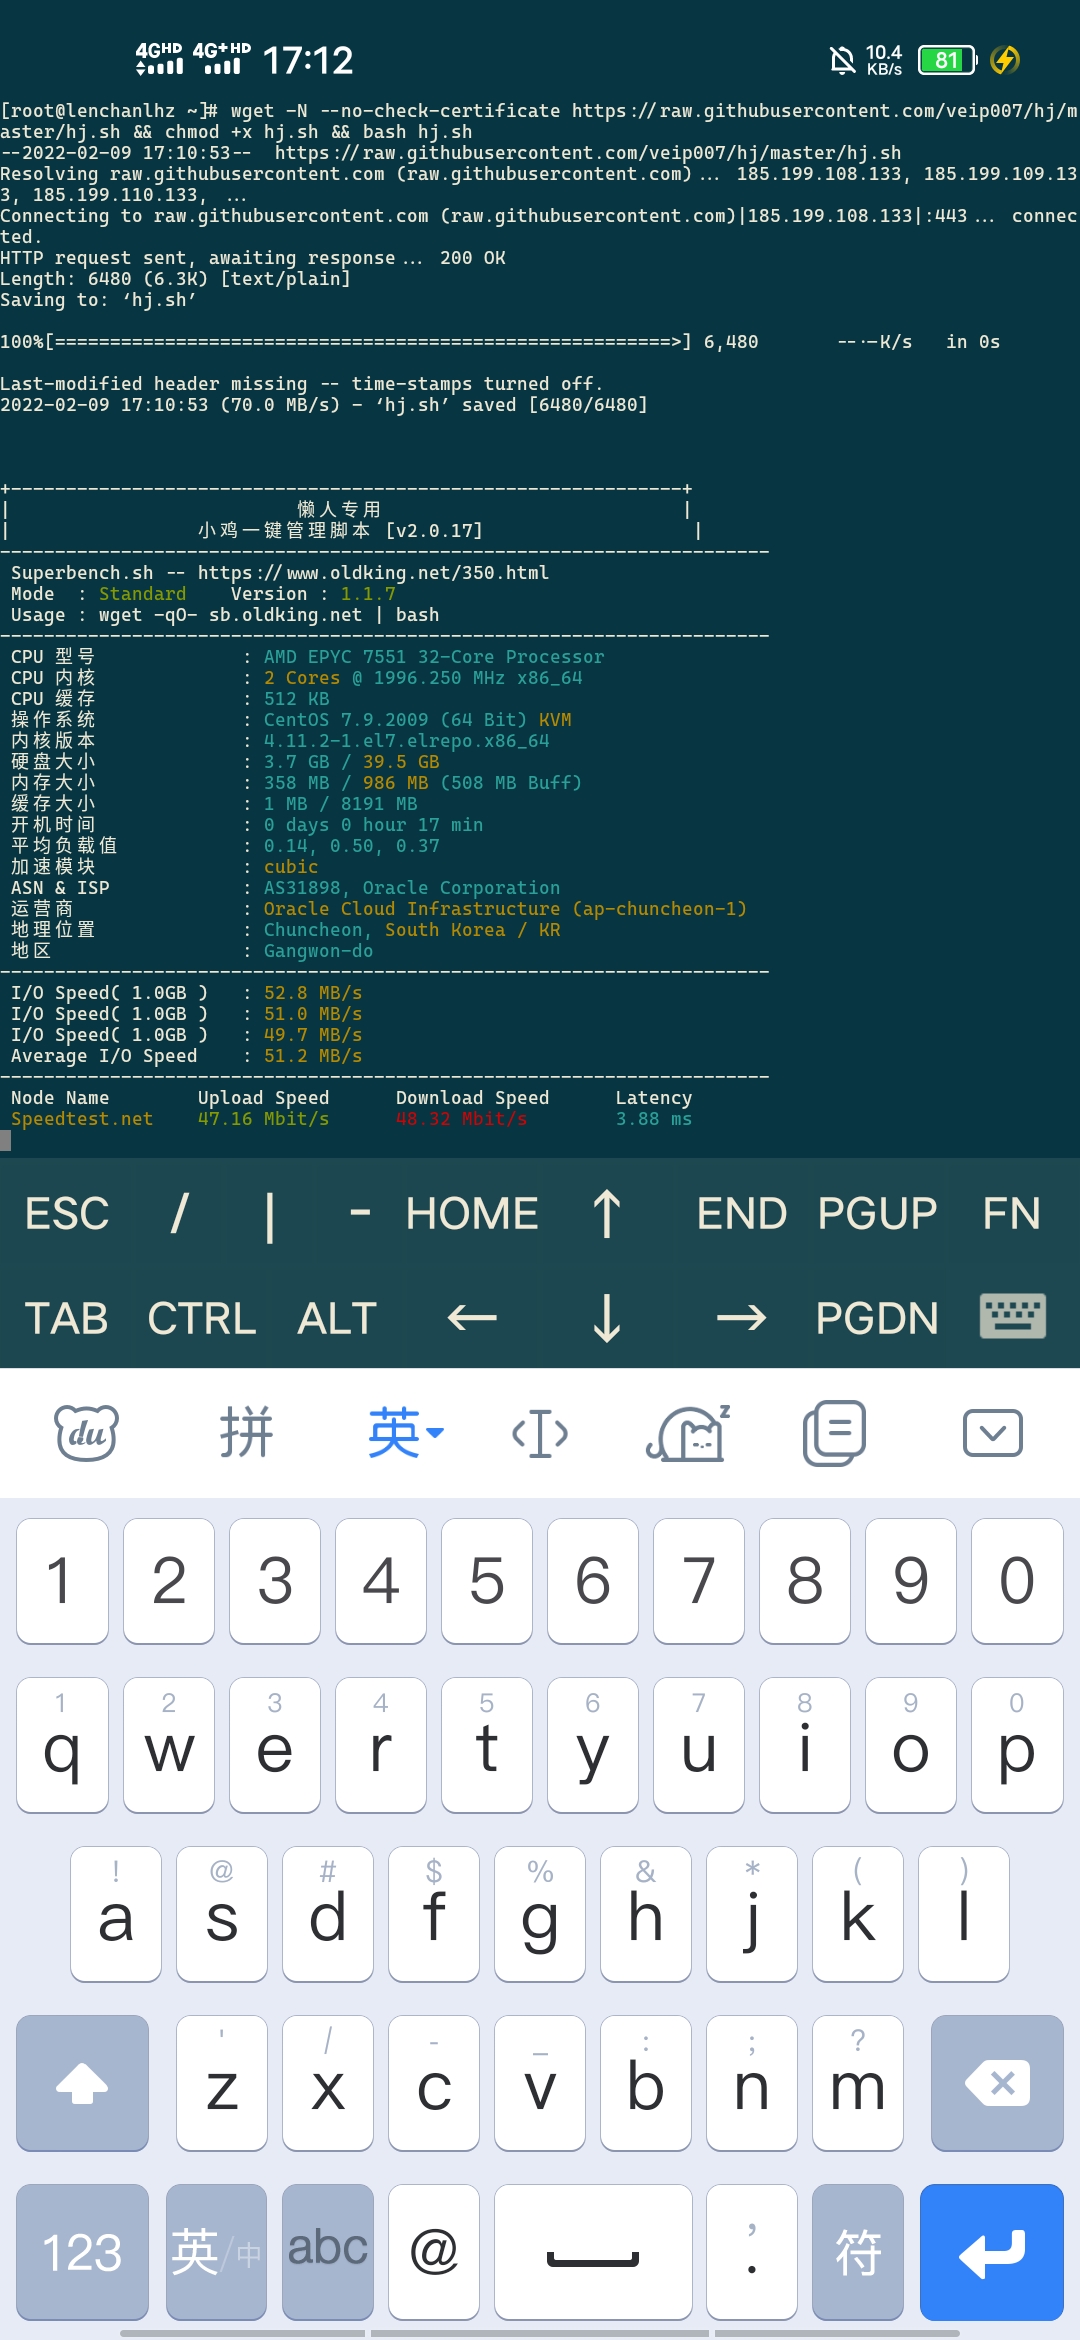 4GHD 4G+HD 17:12 10.4 KB/s 81
[root@lenchanlhz ~]# wget -N --no-check-certificate https://raw.githubusercontent.com/veip007/hj/m
aster/hj.sh && chmod +x hj.sh && bash hj.sh
--2022-02-09 17:10:53--  https://raw.githubusercontent.com/veip007/hj/master/hj.sh
Resolving raw.githubusercontent.com (raw.githubusercontent.com)... 185.199.108.133, 185.199.109.13
3, 185.199.110.133, ...
Connecting to raw.githubusercontent.com (raw.githubusercontent.com)|185.199.108.133|:443... connec
ted.
HTTP request sent, awaiting response... 200 OK
Length: 6480 (6.3K) [text/plain]
Saving to: ‘hj.sh’
100%[========================================================>] 6,480       --.-K/s   in 0s
Last-modified header missing -- time-stamps turned off.
2022-02-09 17:10:53 (70.0 MB/s) - ‘hj.sh’ saved [6480/6480]
+-------------------------------------------------------------+
| 懒人专用 |
| 小鸡一键管理脚本 [v2.0.17] |
----------------------------------------------------------------------
Superbench.sh -- https://www.oldking.net/350.html
Mode  : Standard    Version : 1.1.7
Usage : wget -qO- sb.oldking.net | bash
----------------------------------------------------------------------
CPU 型号 : AMD EPYC 7551 32-Core Processor
CPU 内核 : 2 Cores @ 1996.250 MHz x86_64
CPU 缓存 : 512 KB
操作系统 : CentOS 7.9.2009 (64 Bit) KVM
内核版本 : 4.11.2-1.el7.elrepo.x86_64
硬盘大小 : 3.7 GB / 39.5 GB
内存大小 : 358 MB / 986 MB (508 MB Buff)
缓存大小 : 1 MB / 8191 MB
开机时间 : 0 days 0 hour 17 min
平均负载值 : 0.14, 0.50, 0.37
加速模块 : cubic
ASN & ISP : AS31898, Oracle Corporation
运营商 : Oracle Cloud Infrastructure (ap-chuncheon-1)
地理位置 : Chuncheon, South Korea / KR
地区 : Gangwon-do
----------------------------------------------------------------------
I/O Speed( 1.0GB )   : 52.8 MB/s
I/O Speed( 1.0GB )   : 51.0 MB/s
I/O Speed( 1.0GB )   : 49.7 MB/s
Average I/O Speed    : 51.2 MB/s
----------------------------------------------------------------------
Node Name        Upload Speed      Download Speed      Latency
Speedtest.net    47.16 Mbit/s      48.32 Mbit/s        3.88 ms
ESC / | - HOME ↑ END PGUP FN
TAB CTRL ALT ← ↓ → PGDN
du 拼 英 z
1 2 3 4 5 6 7 8 9 0
1 2 3 4 5 6 7 8 9 0
q w e r t y u i o p
! @ # $ % & * ( )
a s d f g h j k l
' / - _ : ; ?
z x c v b n m
123 英/中 abc @ , . 符